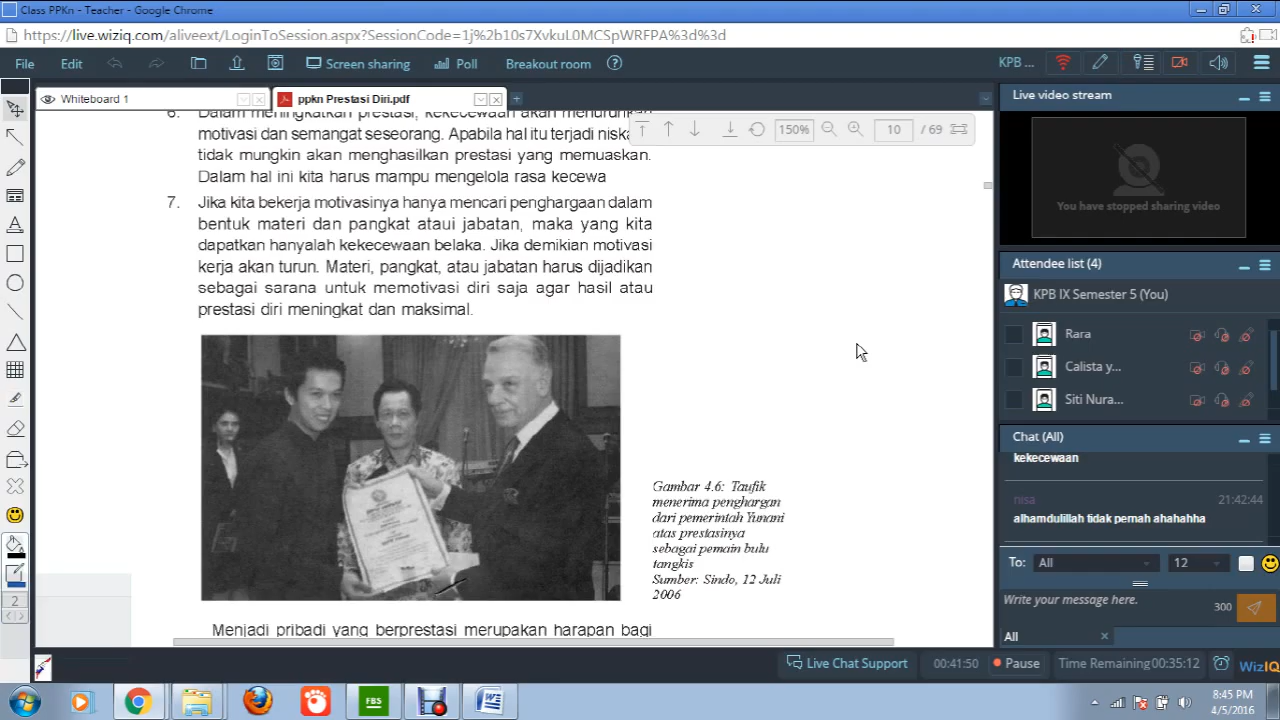 Class PPKn - Teacher - Google Chrome
https://live.wiziq.com/aliveext/LoginToSession.aspx?SessionCode=1j%2b10s7XvkuL0MCSpWRFPA%3d%3d
File Edit Screen sharing Poll Breakout room KPB ...
Whiteboard 1 ppkn Prestasi Diri.pdf
150% 10 / 69
6. Dalam meningkatkan prestasi, kekecewaan akan menurunkan
motivasi dan semangat seseorang. Apabila hal itu terjadi niska
tidak mungkin akan menghasilkan prestasi yang memuaskan.
Dalam hal ini kita harus mampu mengelola rasa kecewa
7. Jika kita bekerja motivasinya hanya mencari penghargaan dalam
bentuk materi dan pangkat ataui jabatan, maka yang kita
dapatkan hanyalah kekecewaan belaka. Jika demikian motivasi
kerja akan turun. Materi, pangkat, atau jabatan harus dijadikan
sebagai sarana untuk memotivasi diri saja agar hasil atau
prestasi diri meningkat dan maksimal.
Gambar 4.6: Taufik
menerima penghargan
dari pemerintah Yunani
atas prestasinya
sebagai pemain bulu
tangkis
Sumber: Sindo, 12 Juli
2006
Menjadi pribadi yang berprestasi merupakan harapan bagi
2
Live video stream
You have stopped sharing video
Attendee list (4)
KPB IX Semester 5 (You)
Rara
Calista y...
Siti Nura...
Chat (All)
kekecewaan
nisa 21:42:44
alhamdulillah tidak pernah ahahahha
To: All 12
Write your message here. 300
All
Live Chat Support 00:41:50 Pause Time Remaining 00:35:12 WizIQ
FBS
8:45 PM
4/5/2016